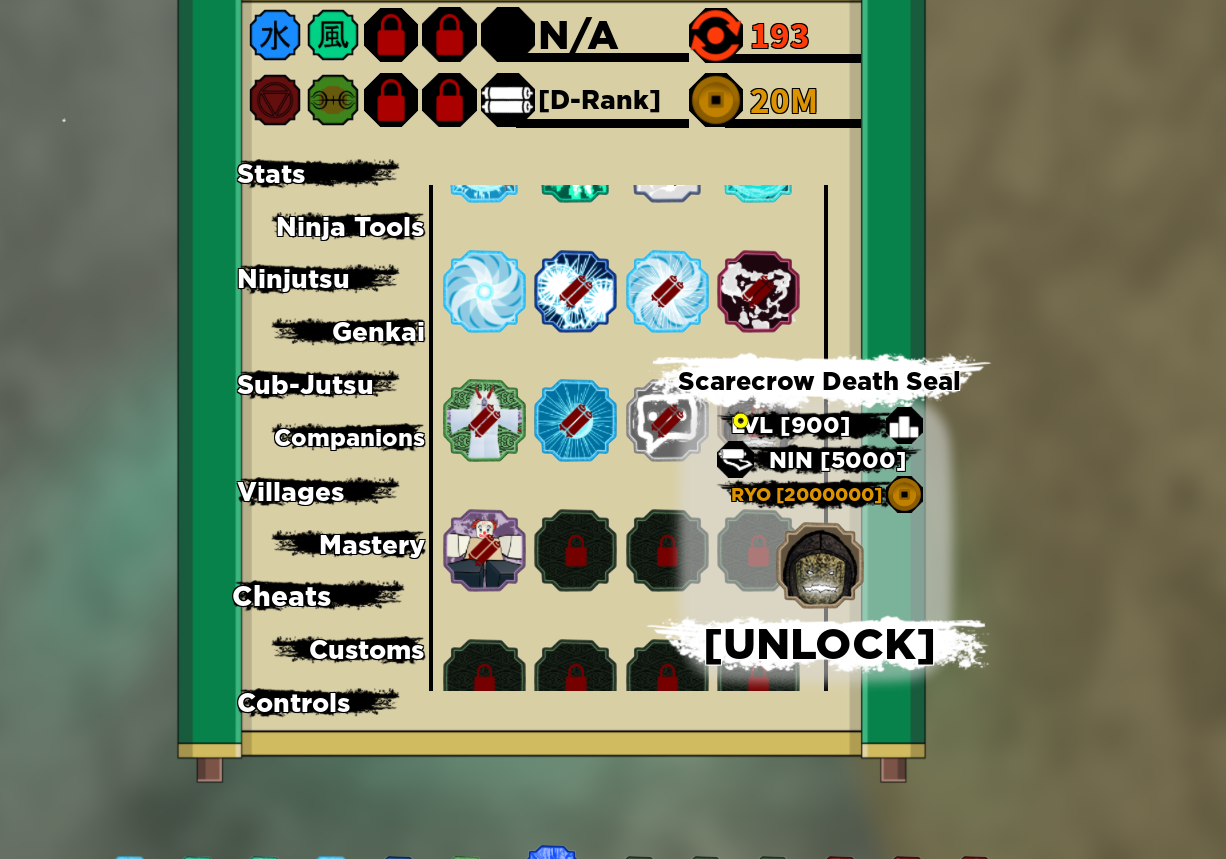 水 風 N/A 193
[D-Rank] 20M
Stats
Ninja Tools
Ninjutsu
Genkai
Sub-Jutsu
Companions
Villages
Mastery
Cheats
Customs
Controls
Scarecrow Death Seal
LVL [900]
NIN [5000]
RYO [2000000]
[UNLOCK]